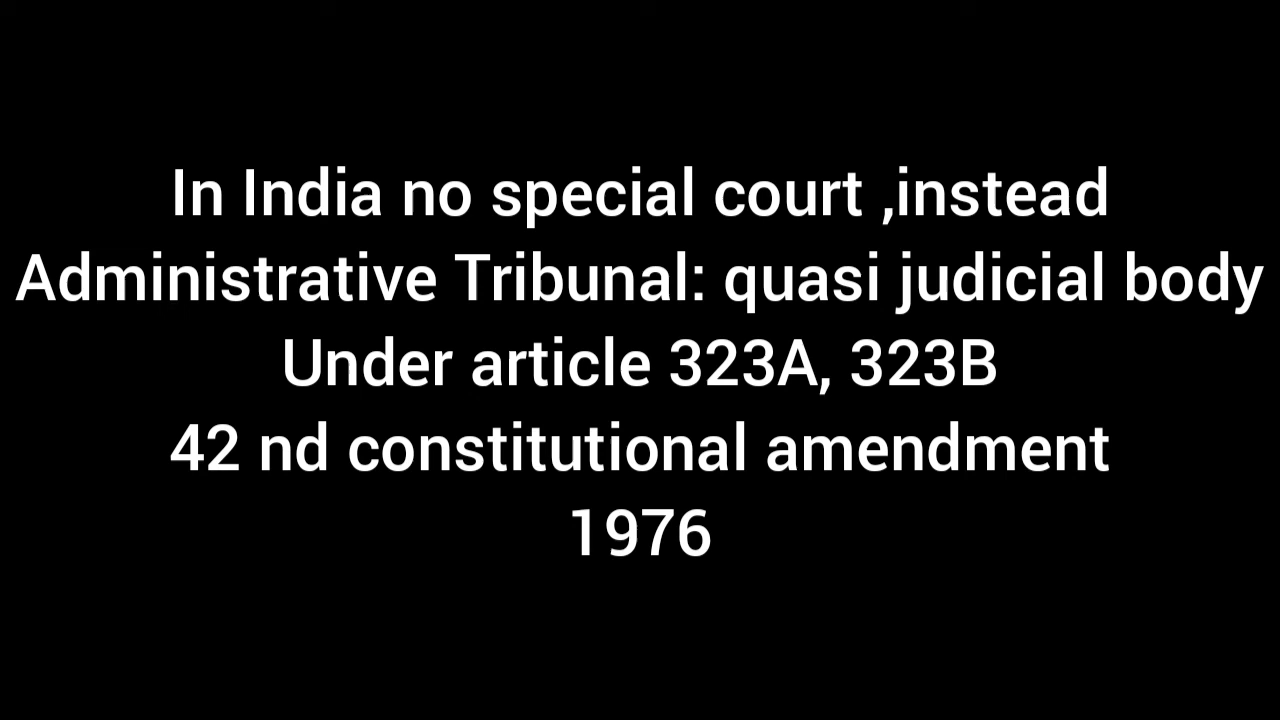 In India no special court ,instead
Administrative Tribunal: quasi judicial body
Under article 323A, 323B
42 nd constitutional amendment
1976